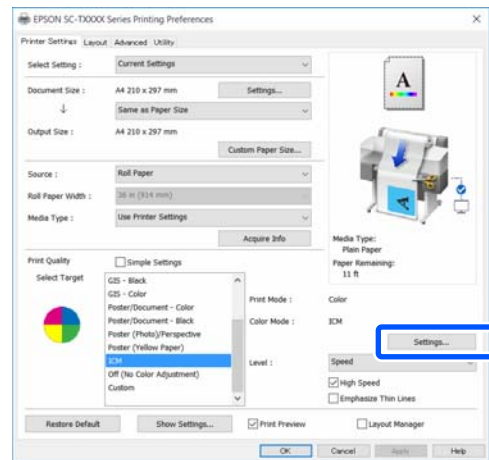 EPSON SC-TXXXX Series Printing Preferences
Printer Settings Layout Advanced Utility
Select Setting : Current Settings
Document Size : A4 210 x 297 mm Settings...
Same as Paper Size
Output Size : A4 210 x 297 mm
Custom Paper Size...
Source : Roll Paper
Roll Paper Width : 36 in (914 mm)
Media Type : Use Printer Settings
Acquire Info
A
Media Type:
Plain Paper
Paper Remaining:
11 ft
Print Quality Simple Settings
Select Target
GIS - Black
GIS - Color
Poster/Document - Color
Poster/Document - Black
Poster (Photo)/Perspective
Poster (Yellow Paper)
ICM
Off (No Color Adjustment)
Custom
Print Mode : Color
Color Mode : ICM
Settings...
Level : Speed
High Speed
Emphasize Thin Lines
Restore Default Show Settings... Print Preview Layout Manager
OK Cancel Apply Help